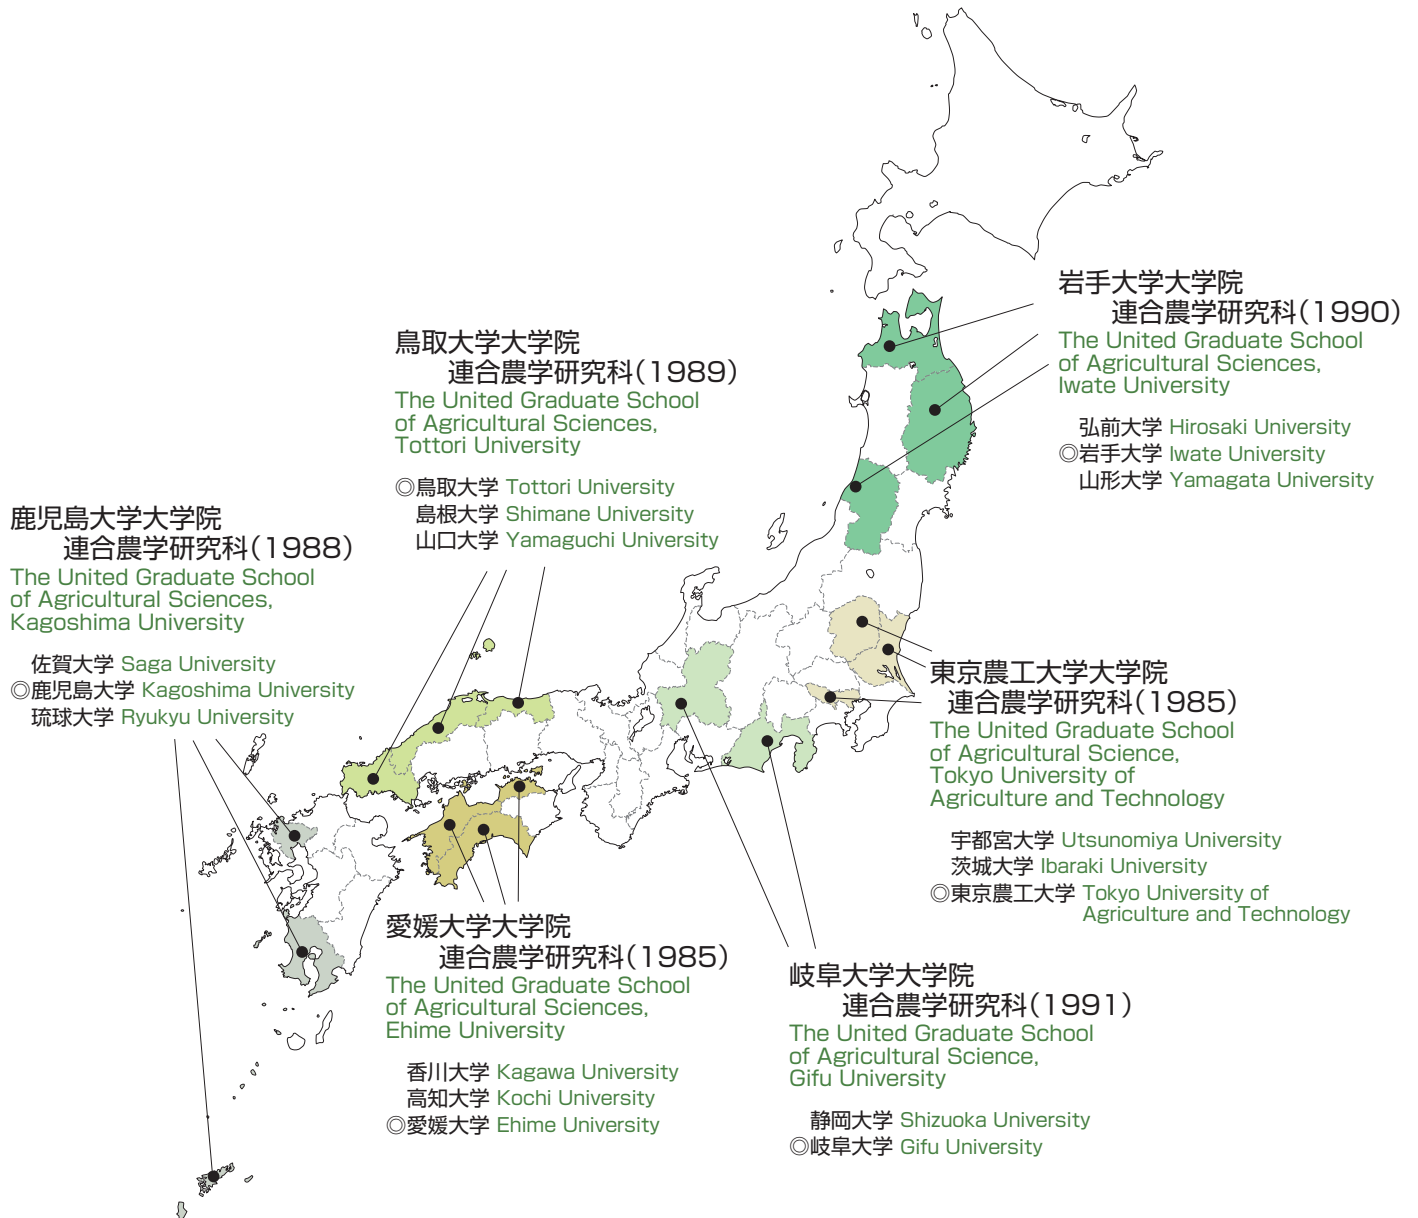 岩手大学大学院
連合農学研究科（1990）
The United Graduate School
of Agricultural Sciences,
Iwate University
弘前大学 Hirosaki University
◎岩手大学 Iwate University
山形大学 Yamagata University
鳥取大学大学院
連合農学研究科（1989）
The United Graduate School
of Agricultural Sciences,
Tottori University
◎鳥取大学 Tottori University
島根大学 Shimane University
山口大学 Yamaguchi University
鹿児島大学大学院
連合農学研究科（1988）
The United Graduate School
of Agricultural Sciences,
Kagoshima University
佐賀大学 Saga University
◎鹿児島大学 Kagoshima University
琉球大学 Ryukyu University
東京農工大学大学院
連合農学研究科（1985）
The United Graduate School
of Agricultural Science,
Tokyo University of
Agriculture and Technology
宇都宮大学 Utsunomiya University
茨城大学 Ibaraki University
◎東京農工大学 Tokyo University of
Agriculture and Technology
愛媛大学大学院
連合農学研究科（1985）
The United Graduate School
of Agricultural Sciences,
Ehime University
香川大学 Kagawa University
高知大学 Kochi University
◎愛媛大学 Ehime University
岐阜大学大学院
連合農学研究科（1991）
The United Graduate School
of Agricultural Science,
Gifu University
静岡大学 Shizuoka University
◎岐阜大学 Gifu University